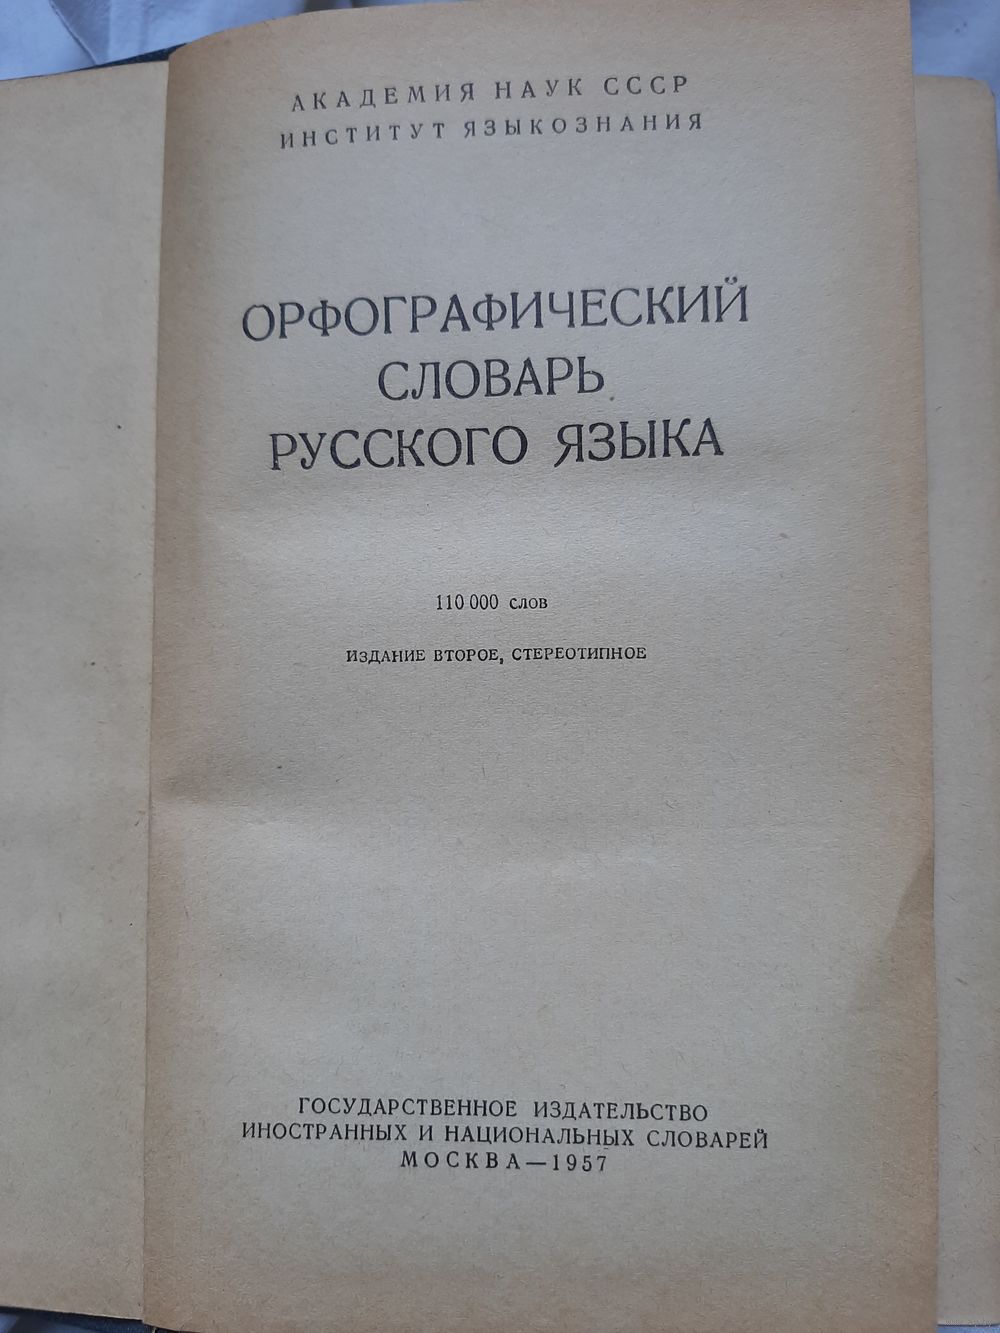 АКАДЕМИЯ НАУК СССР
ИНСТИТУТ ЯЗЫКОЗНАНИЯ
ОРФОГРАФИЧЕСКИЙ
СЛОВАРЬ
РУССКОГО ЯЗЫКА
110 000 слов
ИЗДАНИЕ ВТОРОЕ, СТЕРЕОТИПНОЕ
ГОСУДАРСТВЕННОЕ ИЗДАТЕЛЬСТВО
ИНОСТРАННЫХ И НАЦИОНАЛЬНЫХ СЛОВАРЕЙ
МОСКВА—1957